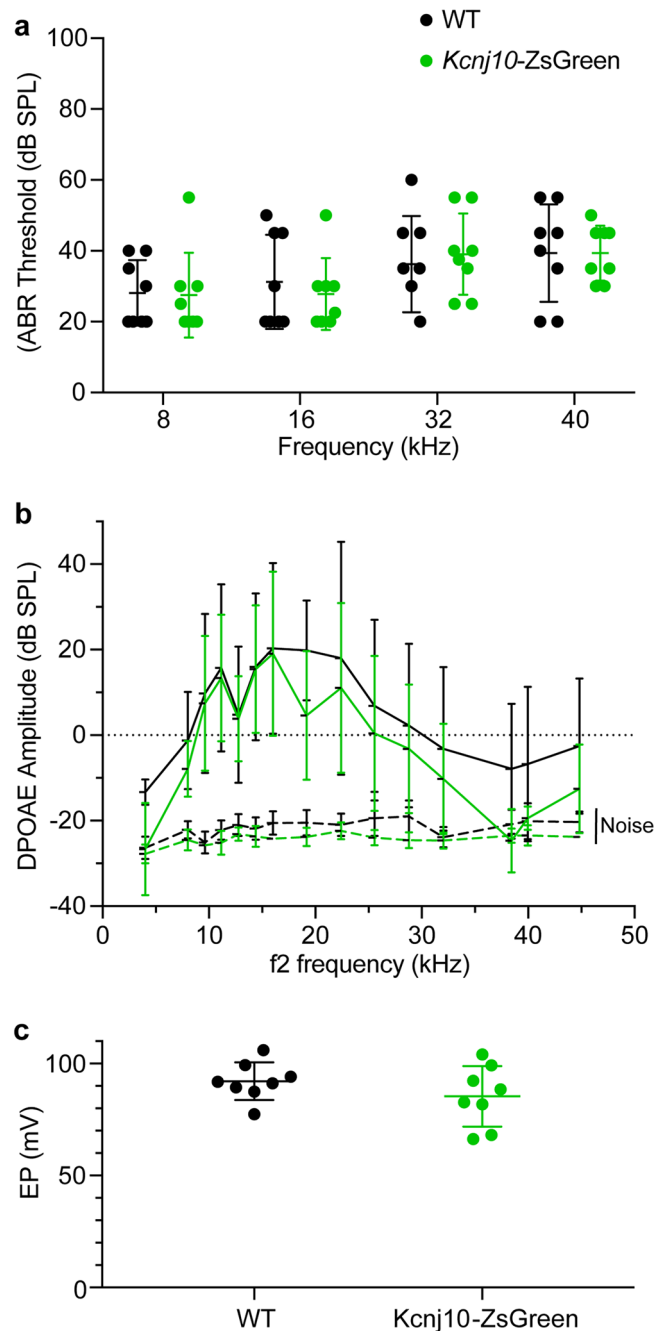 a
WT
Kcnj10-ZsGreen
(ABR Threshold (dB SPL)
100
80
60
40
20
0
8
16
32
40
Frequency (kHz)
b
DPOAE Amplitude (dB SPL)
40
20
0
-20
-40
Noise
0
10
20
30
40
50
f2 frequency (kHz)
c
EP (mV)
100
50
0
WT
Kcnj10-ZsGreen